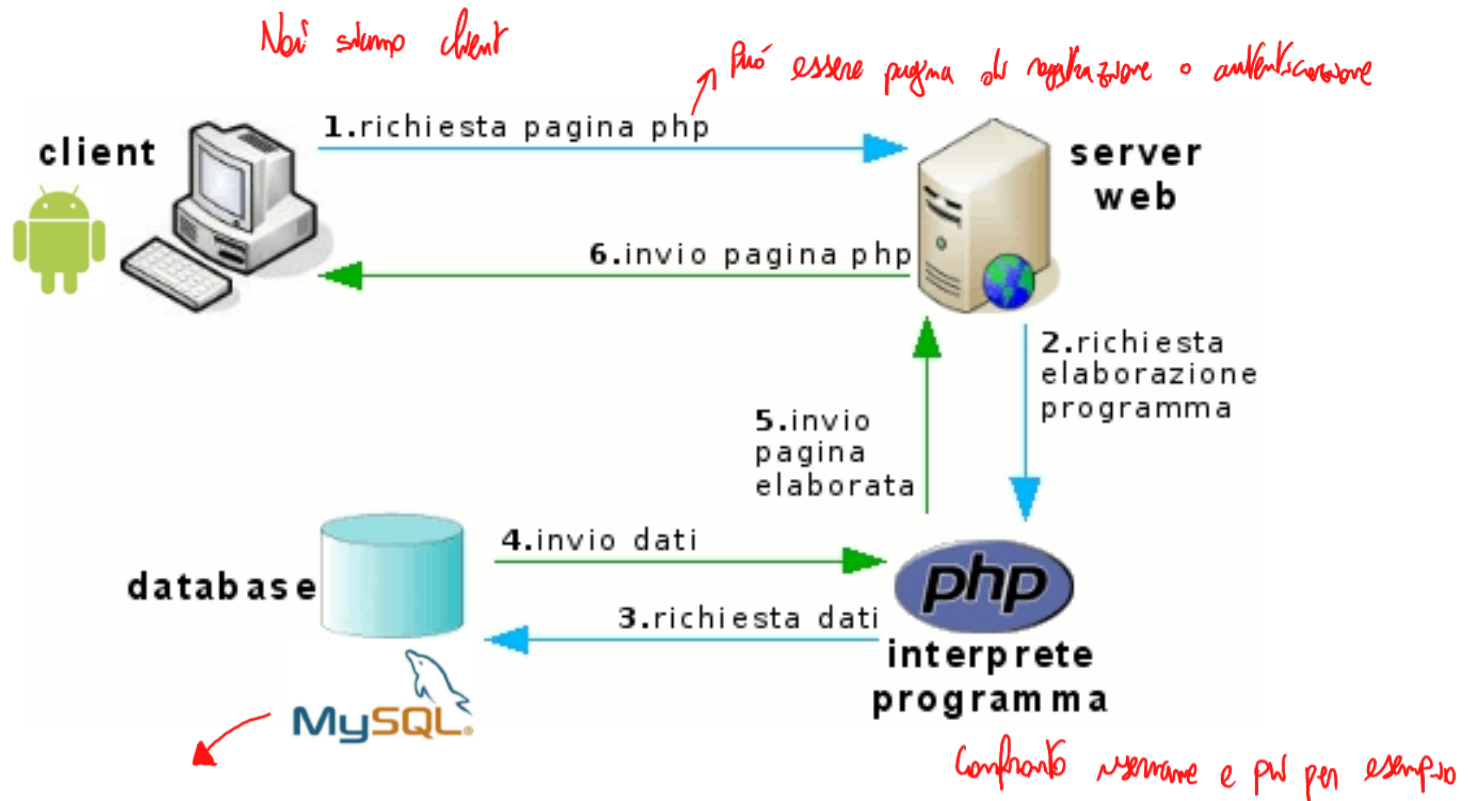 Noi siamo client
Può essere pagina di registrazione o autenticazione
1.richiesta pagina php
client
server
web
6.invio pagina php
2.richiesta
elaborazione
programma
5.invio
pagina
elaborata
4.invio dati
database
php
3.richiesta dati
interprete
programma
MySQL
Confronto username e pw per esempio